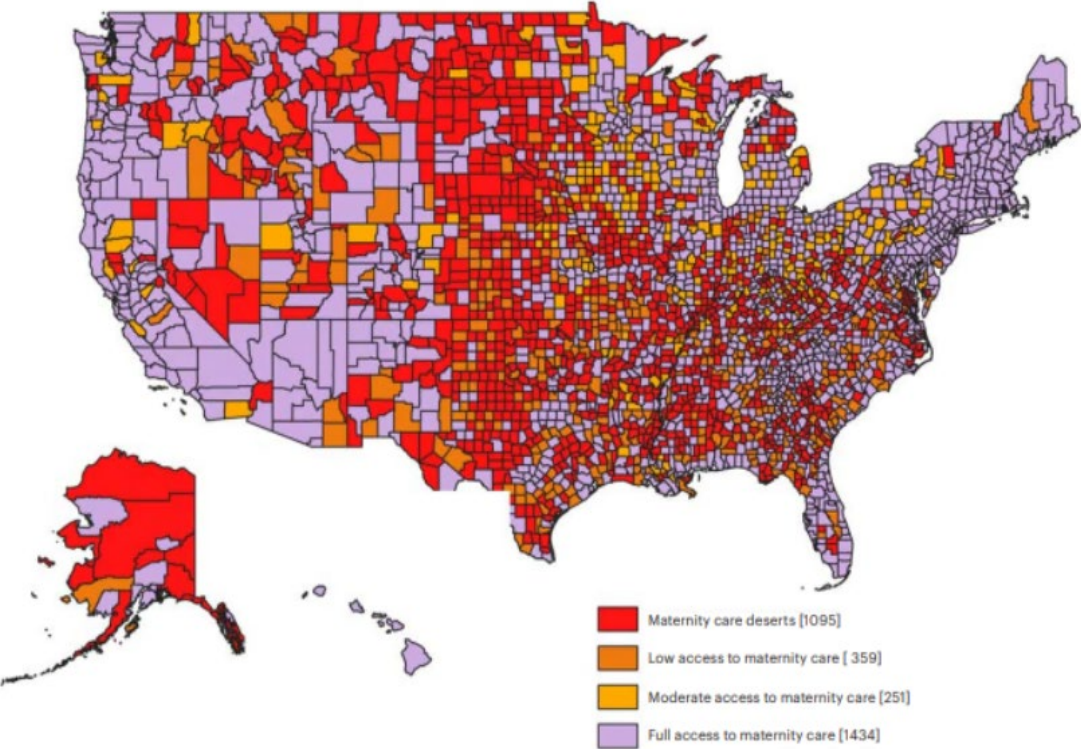 Maternity care deserts [1095]
Low access to maternity care [ 359]
Moderate access to maternity care [251]
Full access to maternity care [1434]